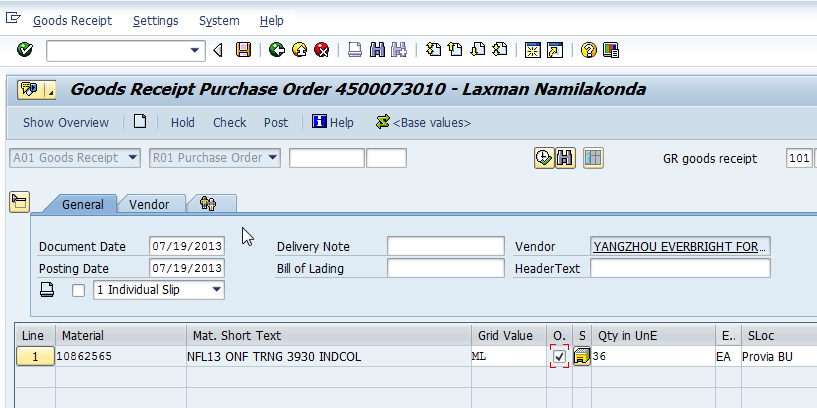 Goods Receipt Settings System Help
Goods Receipt Purchase Order 4500073010 - Laxman Namilakonda
Show Overview Hold Check Post Help <Base values>
A01 Goods Receipt R01 Purchase Order GR goods receipt 101
General Vendor
Document Date 07/19/2013 Delivery Note Vendor YANGZHOU EVERBRIGHT FOR...
Posting Date 07/19/2013 Bill of Lading HeaderText
1 Individual Slip
Line Material Mat. Short Text Grid Value O. S Qty in UnE E.. SLoc
1 10862565 NFL13 ONF TRNG 3930 INDCOL ML 36 EA Provia BU